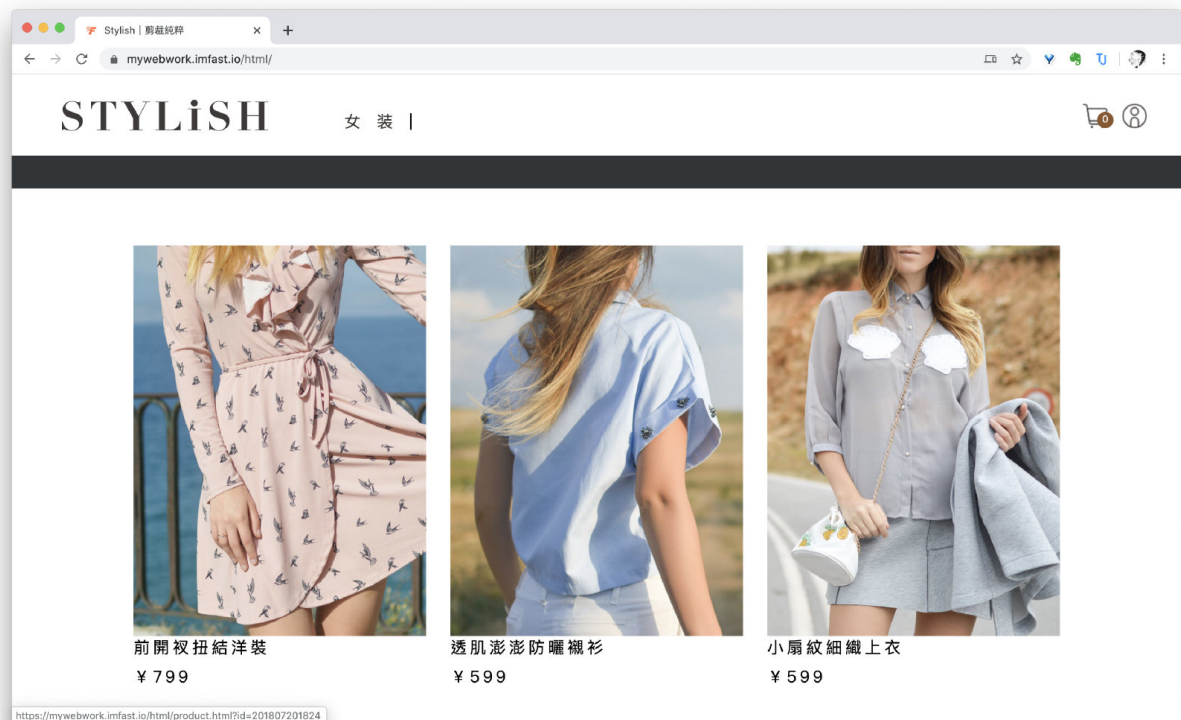 Stylish｜剪裁純粹
mywebwork.imfast.io/html/
STYLiSH
女 装 |
0
前開衩扭結洋裝
透肌澎澎防曬襯衫
小扇紋細織上衣
¥799
¥599
¥599
https://mywebwork.imfast.io/html/product.html?id=201807201824